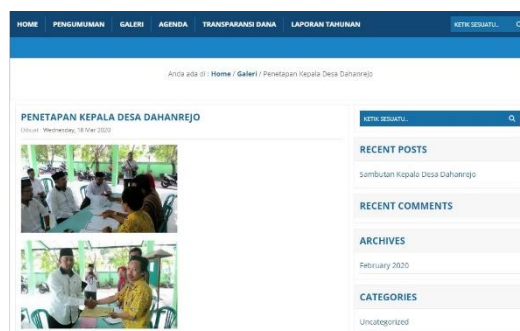 HOME PENGUMUMAN GALERI AGENDA TRANSPARANSI DANA LAPORAN TAHUNAN KETIK SESUATU..
Anda ada di : Home / Galeri / Penetapan Kepala Desa Dahanrejo
PENETAPAN KEPALA DESA DAHANREJO
Dibuat : Wednesday, 18 Mar 2020
KETIK SESUATU..
RECENT POSTS
Sambutan Kepala Desa Dahanrejo
RECENT COMMENTS
ARCHIVES
February 2020
CATEGORIES
Uncategorized